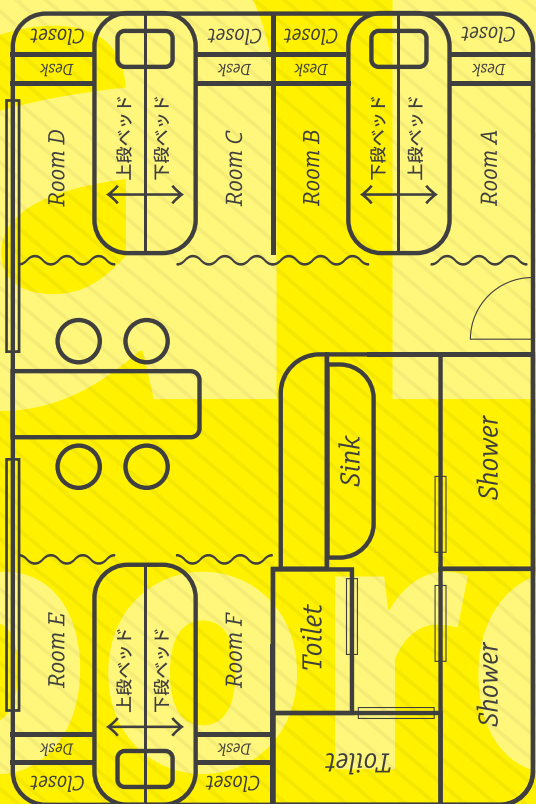 Closet
Closet
Closet
Closet
Desk
Desk
Desk
Desk
Room D
上段ベッド
下段ベッド
Room C
Room B
下段ベッド
上段ベッド
Room A
Sink
Shower
Room E
上段ベッド
下段ベッド
Room F
Toilet
Shower
Desk
Desk
Toilet
Closet
Closet